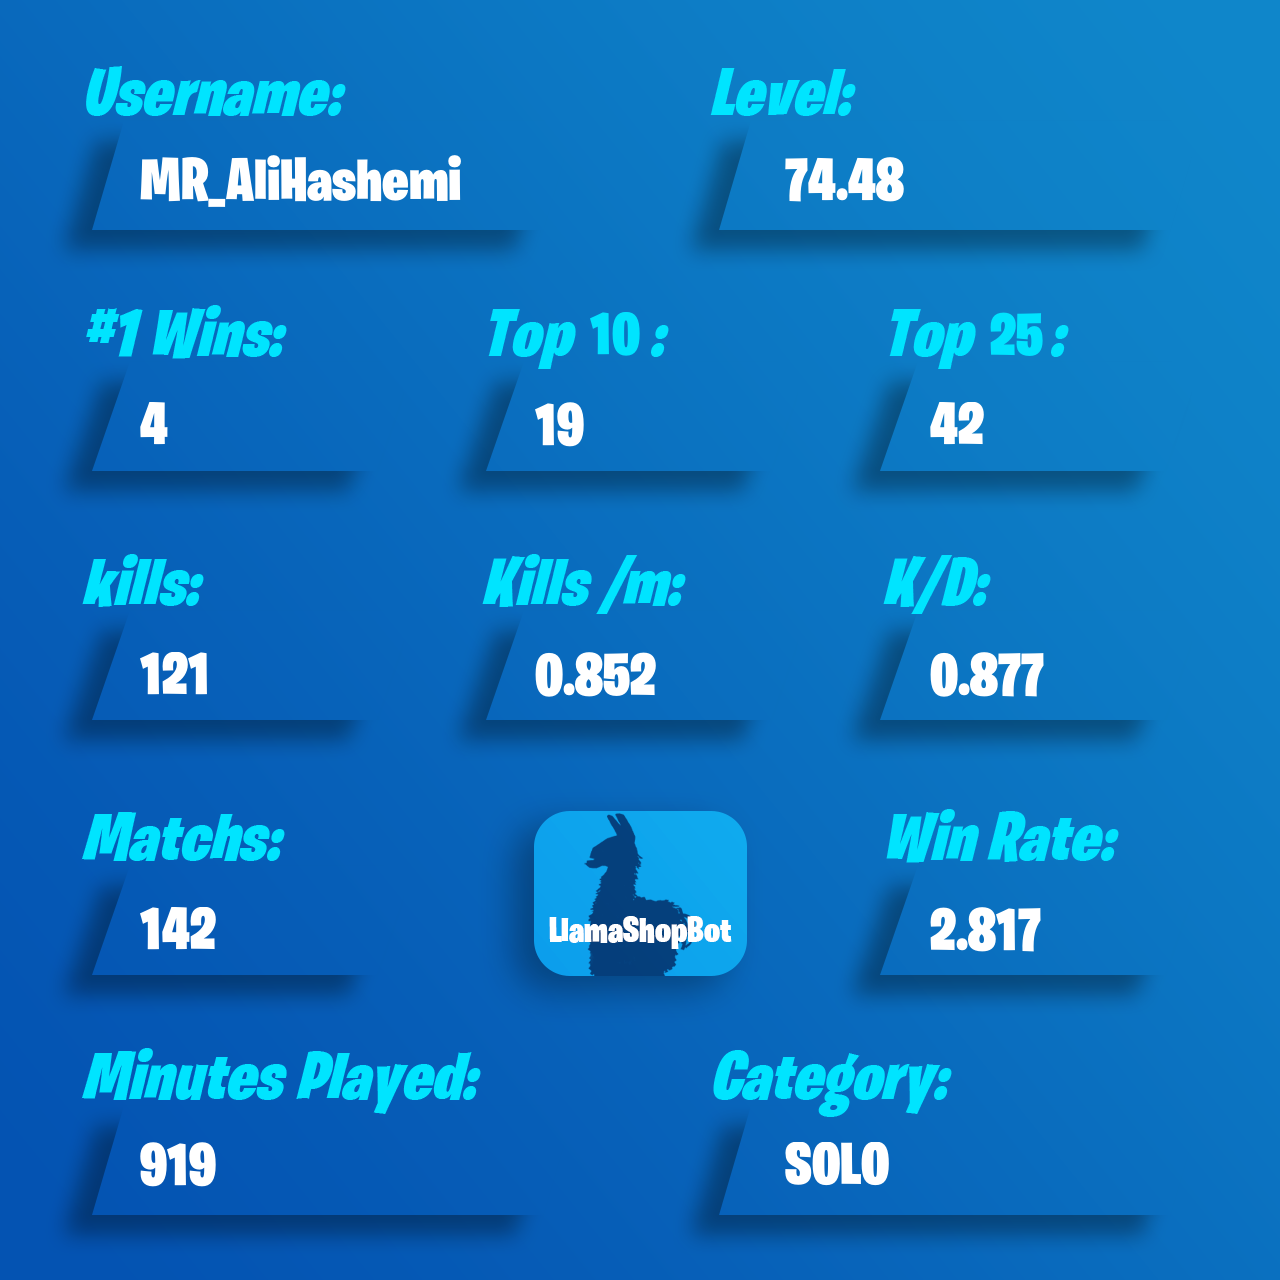 Username:
Level:
MR_AliHashemi
74.48
#1 Wins:
Top 10 :
Top 25 :
4
19
42
kills:
Kills /m:
K/D:
121
0.852
0.877
Matchs:
Win Rate:
142
LlamaShopBot
2.817
Minutes Played:
Category:
919
SOLO